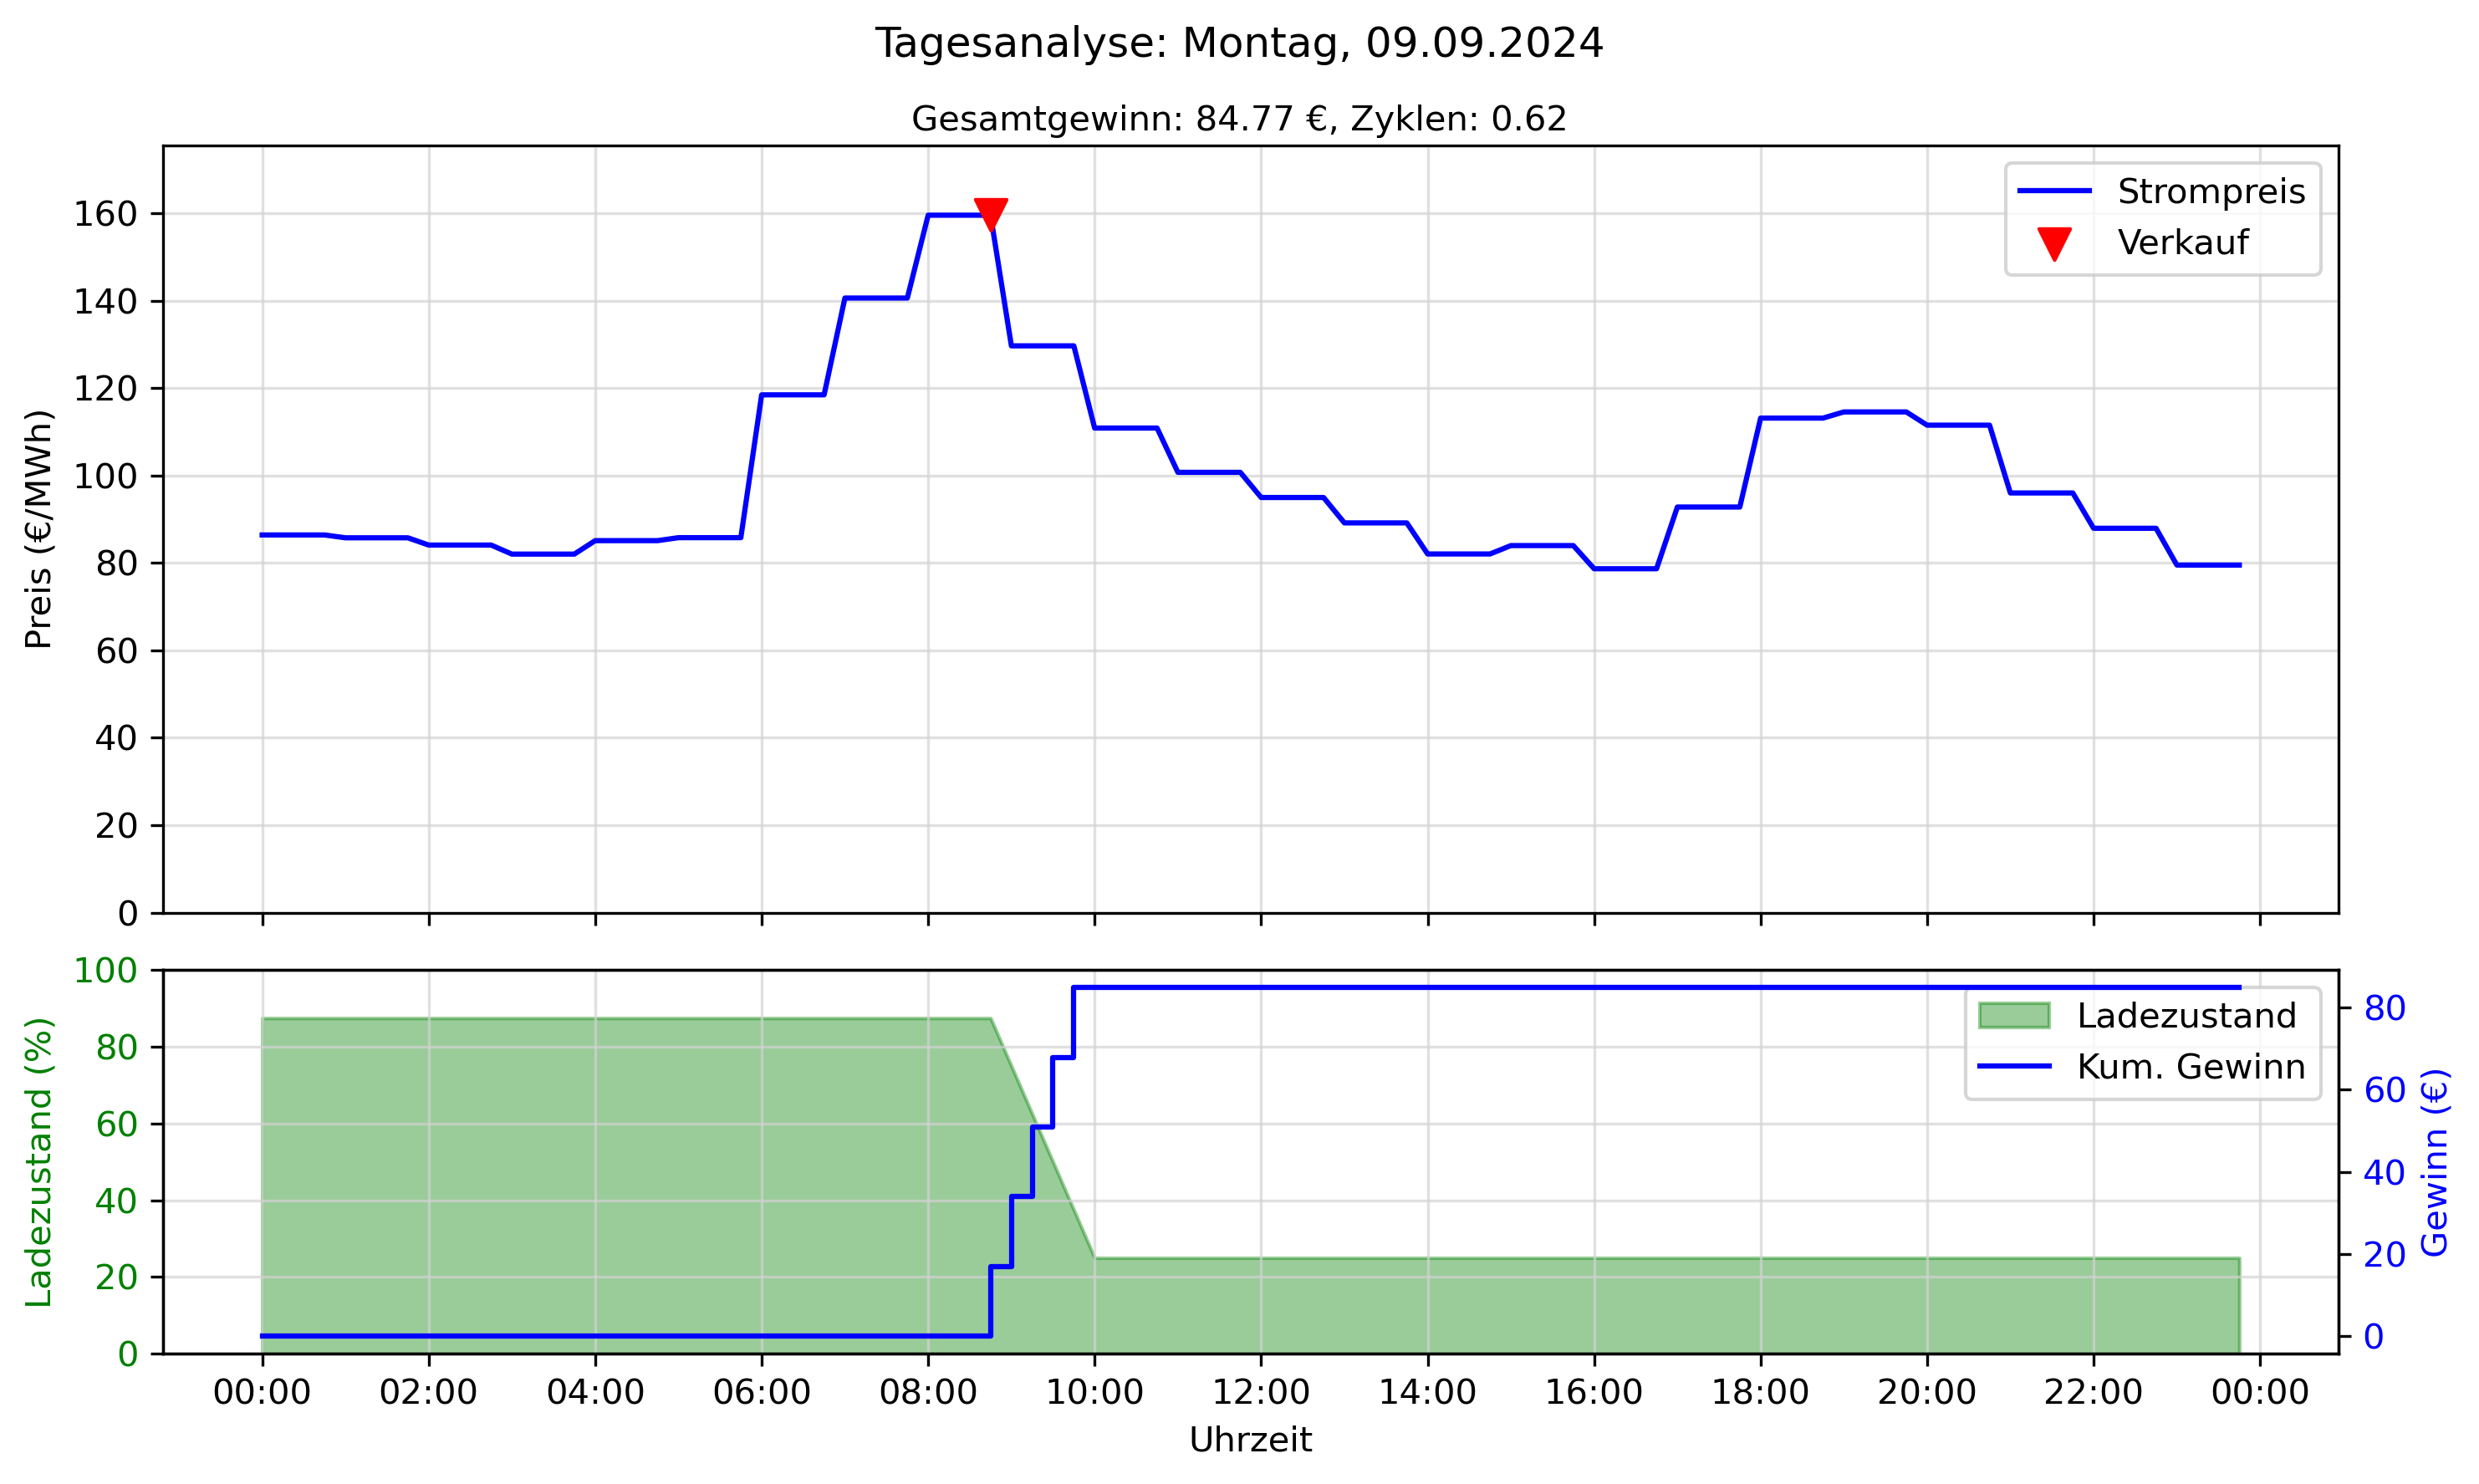 Tagesanalyse: Montag, 09.09.2024
Gesamtgewinn: 84.77 €, Zyklen: 0.62
Preis (€/MWh)
160
140
120
100
80
60
40
20
0
Strompreis
Verkauf
Ladezustand (%)
100
80
60
40
20
0
Ladezustand
Kum. Gewinn
80
60
40
20
0
Gewinn (€)
00:00 02:00 04:00 06:00 08:00 10:00 12:00 14:00 16:00 18:00 20:00 22:00 00:00
Uhrzeit